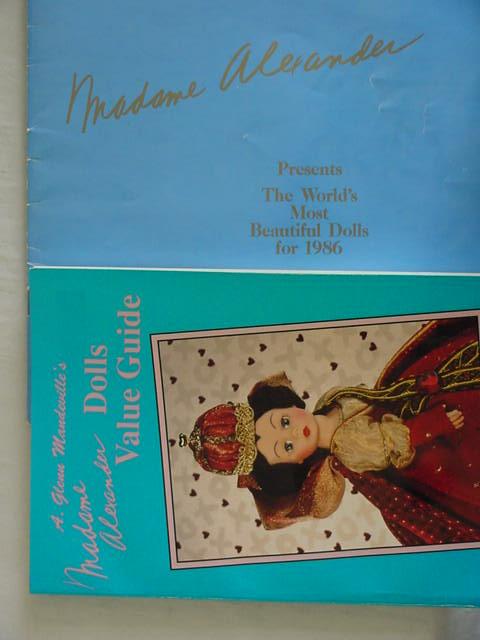 Madame Alexander
Presents
The World's
Most
Beautiful Dolls
for 1986
A. Glenn Mandeville's
Madame
Alexander Dolls
Value Guide